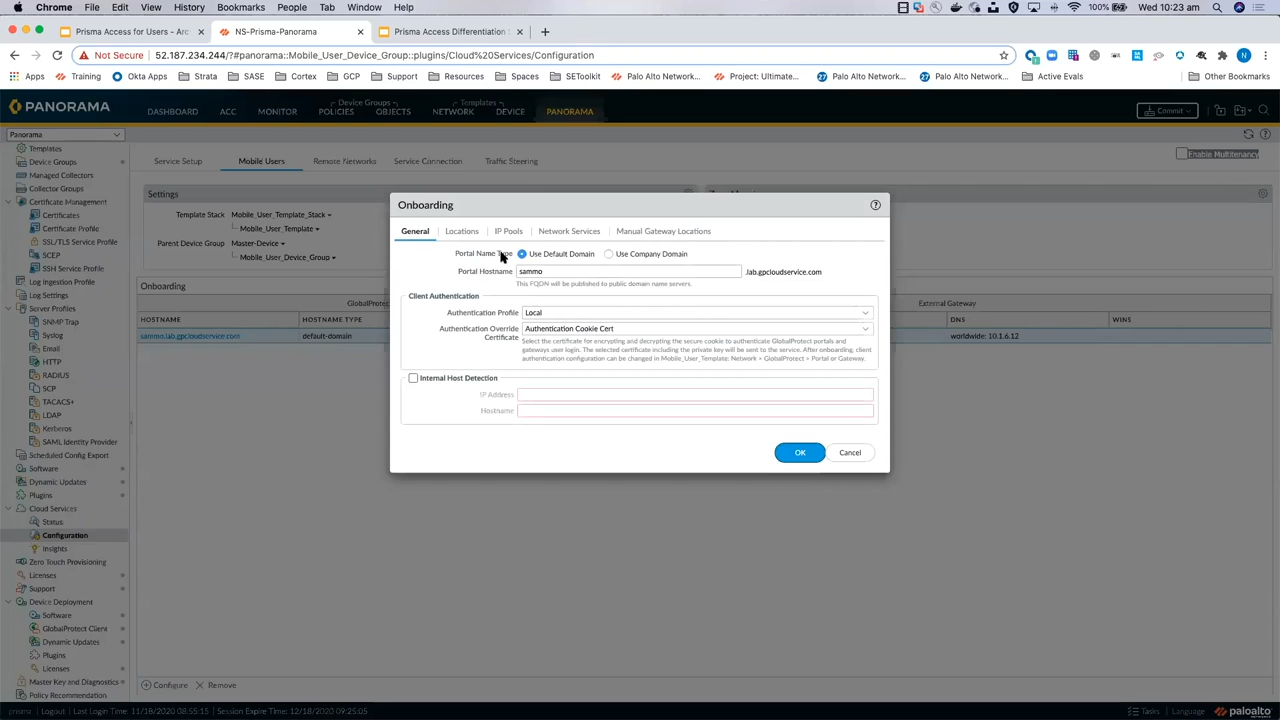 Chrome File Edit View History Bookmarks People Tab Window Help 100% Wed 10:23 am
Prisma Access for Users – Arc × NS-Prisma-Panorama × Prisma Access Differentiation S × +
Not Secure 52.187.234.244/?#panorama::Mobile_User_Device_Group::plugins/Cloud%20Services/Configuration
Apps Training Okta Apps Strata SASE Cortex GCP Support Resources Spaces SEToolkit Palo Alto Network... Project: Ultimate... Palo Alto Network... Palo Alto Network... Active Evals Other Bookmarks
PANORAMA
DASHBOARD ACC MONITOR POLICIES OBJECTS NETWORK DEVICE PANORAMA
Device Groups Templates
Commit
Panorama
Templates
Device Groups
Managed Collectors
Collector Groups
Certificate Management
Certificates
Certificate Profile
SSL/TLS Service Profile
SCEP
SSH Service Profile
Log Ingestion Profile
Log Settings
Server Profiles
SNMP Trap
Syslog
Email
HTTP
RADIUS
SCP
TACACS+
LDAP
Kerberos
SAML Identity Provider
Scheduled Config Export
Software
Dynamic Updates
Plugins
Cloud Services
Status
Configuration
Insights
Zero Touch Provisioning
Licenses
Support
Device Deployment
Software
GlobalProtect Client
Dynamic Updates
Plugins
Licenses
Master Key and Diagnostics
Policy Recommendation
Service Setup Mobile Users Remote Networks Service Connection Traffic Steering
Enable Multitenancy
Settings
Template Stack Mobile_User_Template_Stack
Mobile_User_Template
Parent Device Group Master-Device
Mobile_User_Device_Group
Onboarding
External Gateway
HOSTNAME HOSTNAME TYPE DNS WINS
sammo.lab.gpcloudservice.com default-domain worldwide: 10.1.6.12
Onboarding
General Locations IP Pools Network Services Manual Gateway Locations
Portal Name Type Use Default Domain Use Company Domain
Portal Hostname sammo .lab.gpcloudservice.com
This FQDN will be published to public domain name servers.
Client Authentication
Authentication Profile Local
Authentication Override Certificate Authentication Cookie Cert
Select the certificate for encrypting and decrypting the secure cookie to authenticate GlobalProtect portals and
gateways user login. The selected certificate including the private key will be sent to the service. After onboarding, client
authentication configuration can be changed in Mobile_User_Template: Network > GlobalProtect > Portal or Gateway.
Internal Host Detection
IP Address
Hostname
OK Cancel
Configure Remove
prisma Logout Last Login Time: 11/18/2020 08:55:15 Session Expire Time: 12/18/2020 09:25:05 Tasks Language paloalto